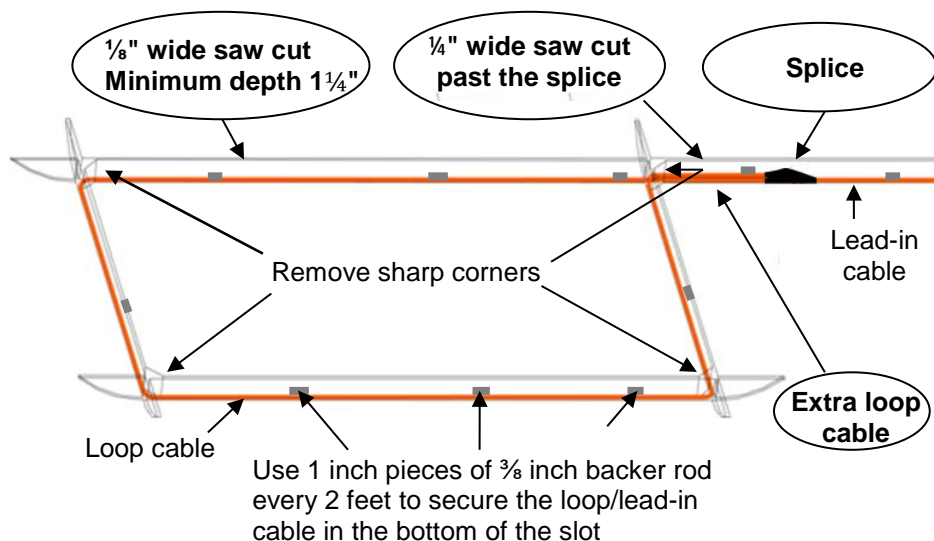 ⅛" wide saw cut
Minimum depth 1¼"
¼" wide saw cut
past the splice
Splice
Lead-in
cable
Remove sharp corners
Extra loop
cable
Loop cable
Use 1 inch pieces of ⅜ inch backer rod
every 2 feet to secure the loop/lead-in
cable in the bottom of the slot